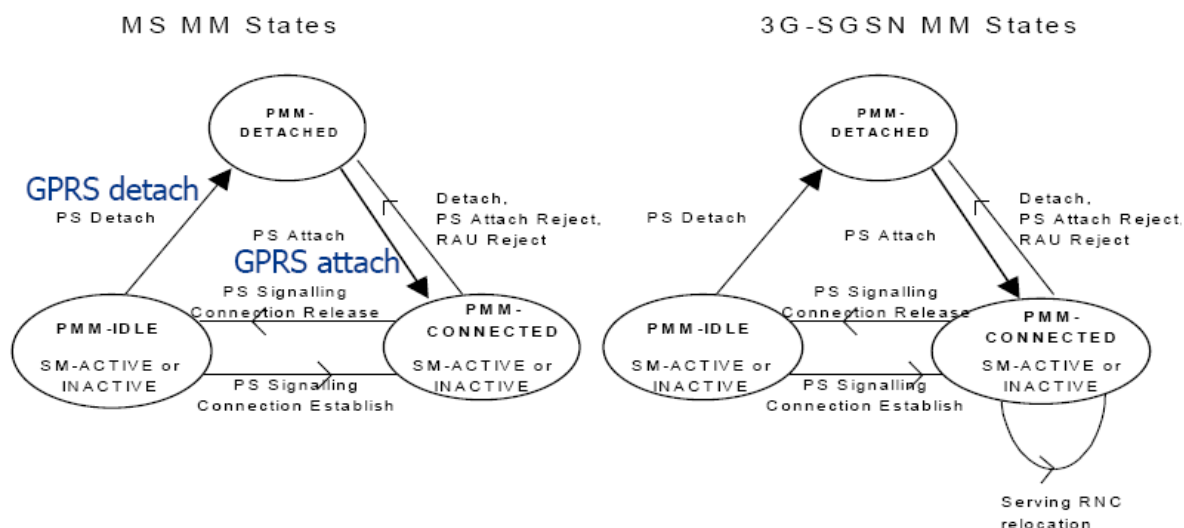 MS MM States
PMM-
DETACHED
GPRS detach
PS Detach
Detach,
PS Attach Reject,
RAU Reject
PS Attach
GPRS attach
PS Signalling
Connection Release
PMM-IDLE
SM-ACTIVE or
INACTIVE
PMM-
CONNECTED
SM-ACTIVE or
INACTIVE
PS Signalling
Connection Establish
3G-SGSN MM States
PMM-
DETACHED
PS Detach
Detach,
PS Attach Reject,
RAU Reject
PS Attach
PS Signalling
Connection Release
PMM-IDLE
SM-ACTIVE or
INACTIVE
PMM-
CONNECTED
SM-ACTIVE or
INACTIVE
PS Signalling
Connection Establish
Serving RNC
relocation